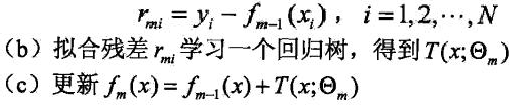 r_{mi} = y_i − f_{m−1}(x_i)， i = 1,2,⋯,N
（b）拟合残差 r_{mi} 学习一个回归树，得到 T(x;Θ_m)
（c）更新 f_m(x) = f_{m−1}(x) + T(x;Θ_m)